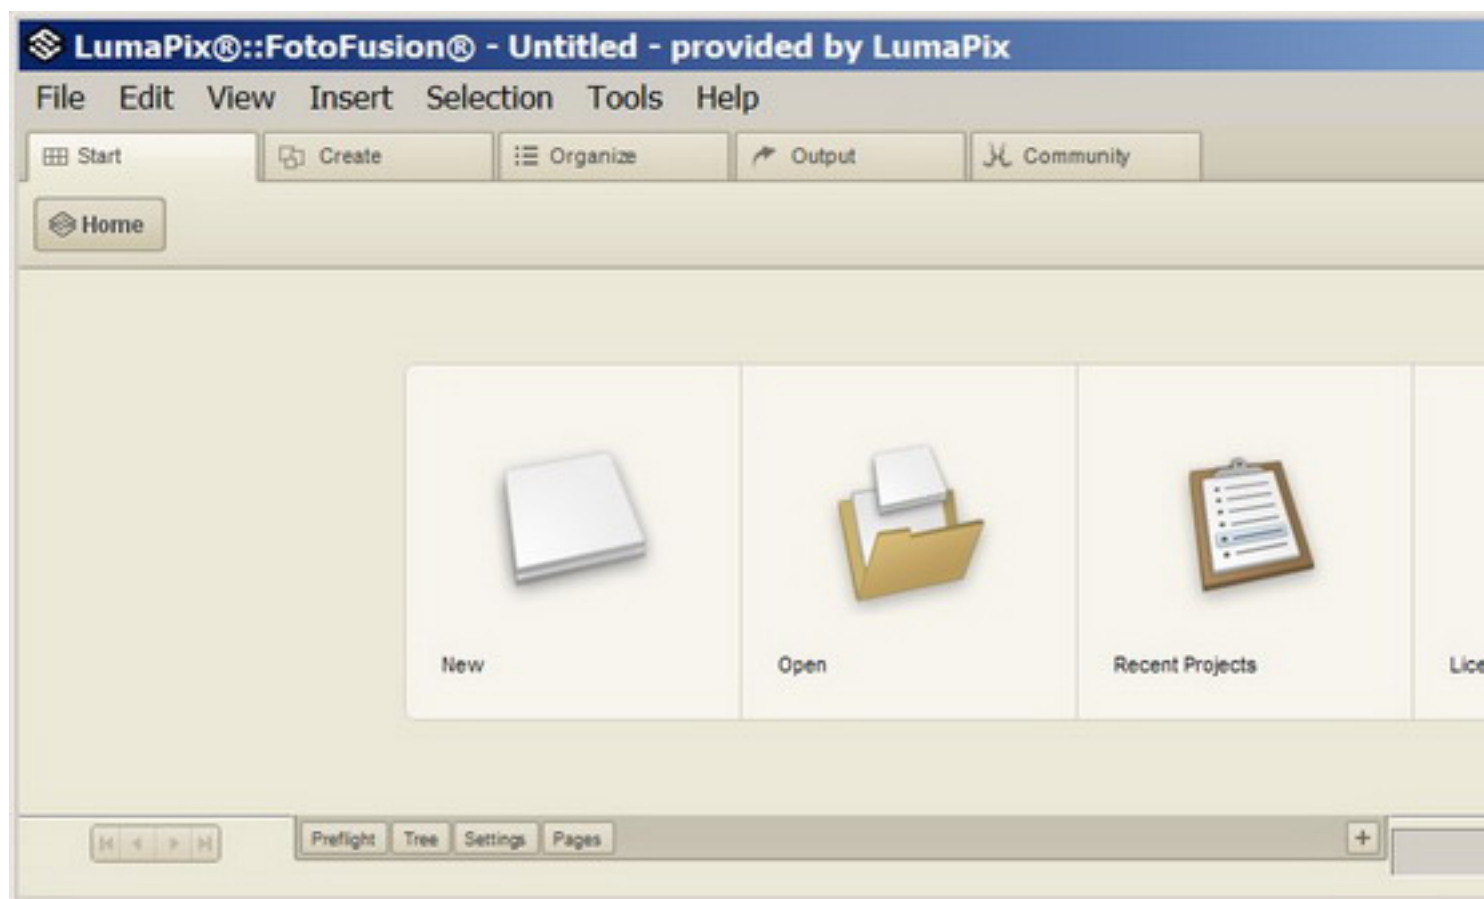 LumaPix®::FotoFusion® - Untitled - provided by LumaPix
File Edit View Insert Selection Tools Help
Start Create Organize Output Community
Home
New Open Recent Projects Lice
Preflight Tree Settings Pages +